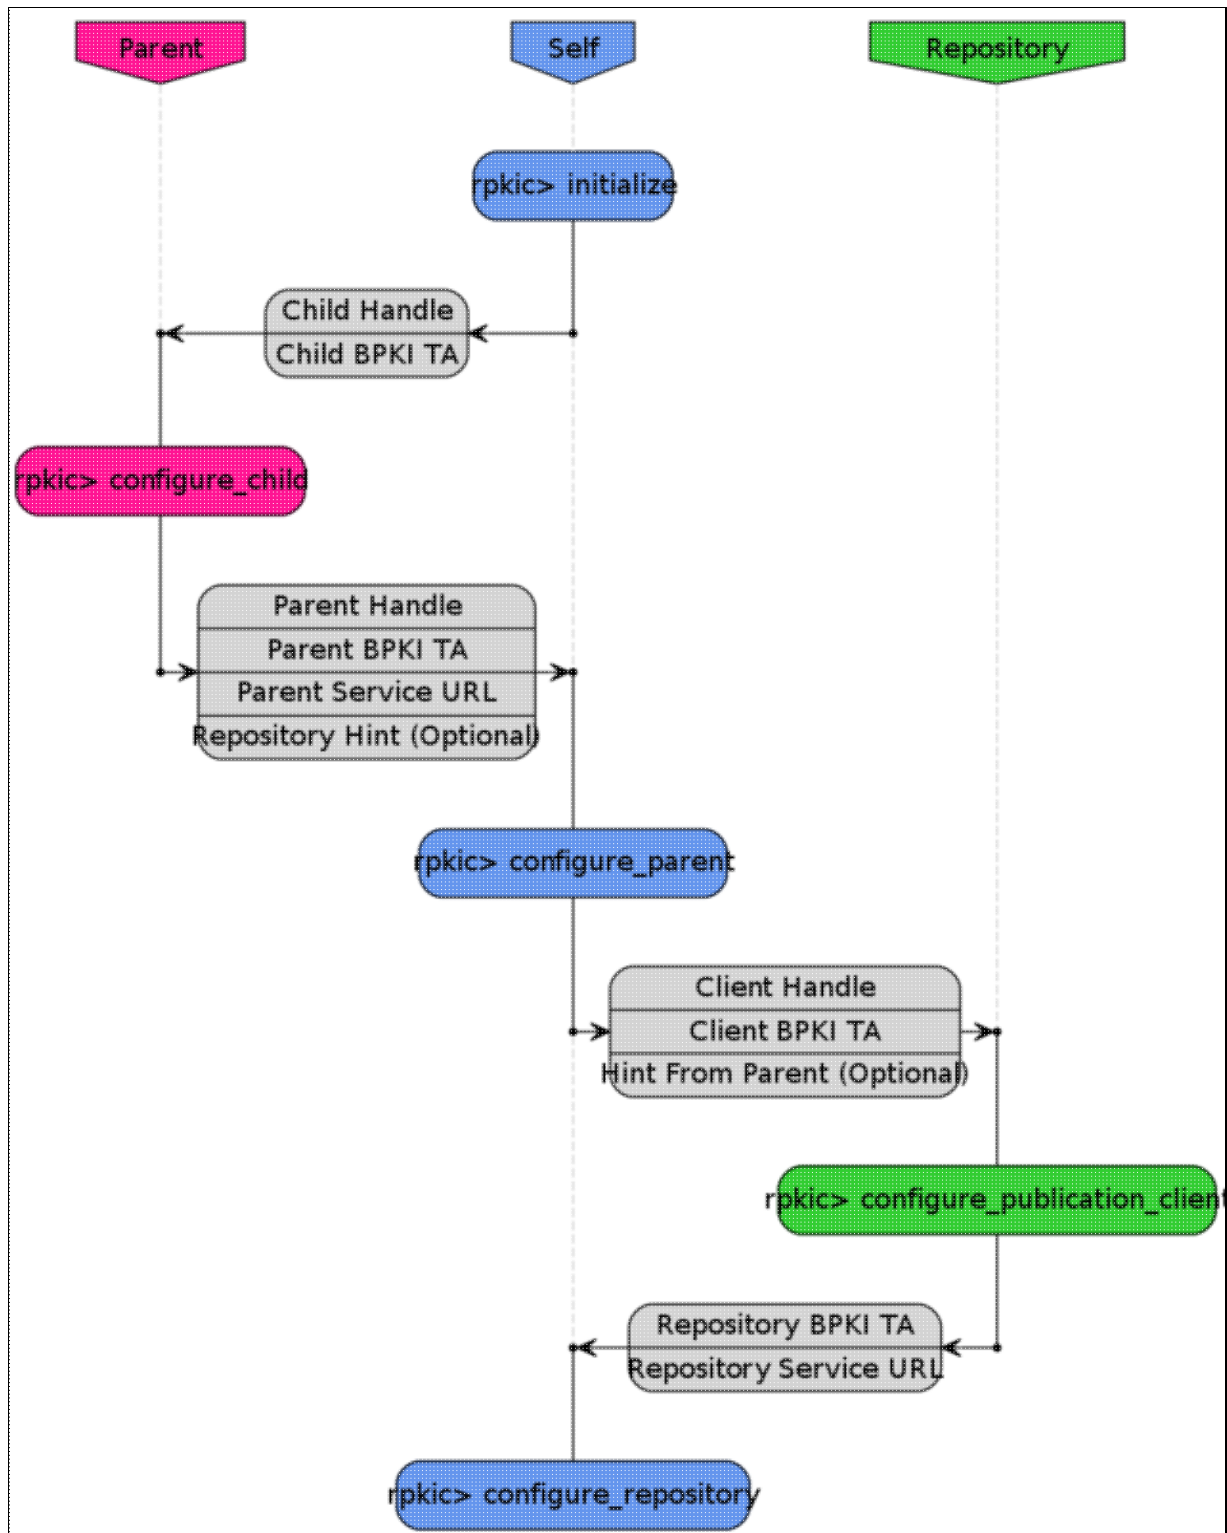 Parent
Self
Repository
rpkic> initialize
Child Handle
Child BPKI TA
rpkic> configure_child
Parent Handle
Parent BPKI TA
Parent Service URL
Repository Hint (Optional)
rpkic> configure_parent
Client Handle
Client BPKI TA
Hint From Parent (Optional)
rpkic> configure_publication_client
Repository BPKI TA
Repository Service URL
rpkic> configure_repository